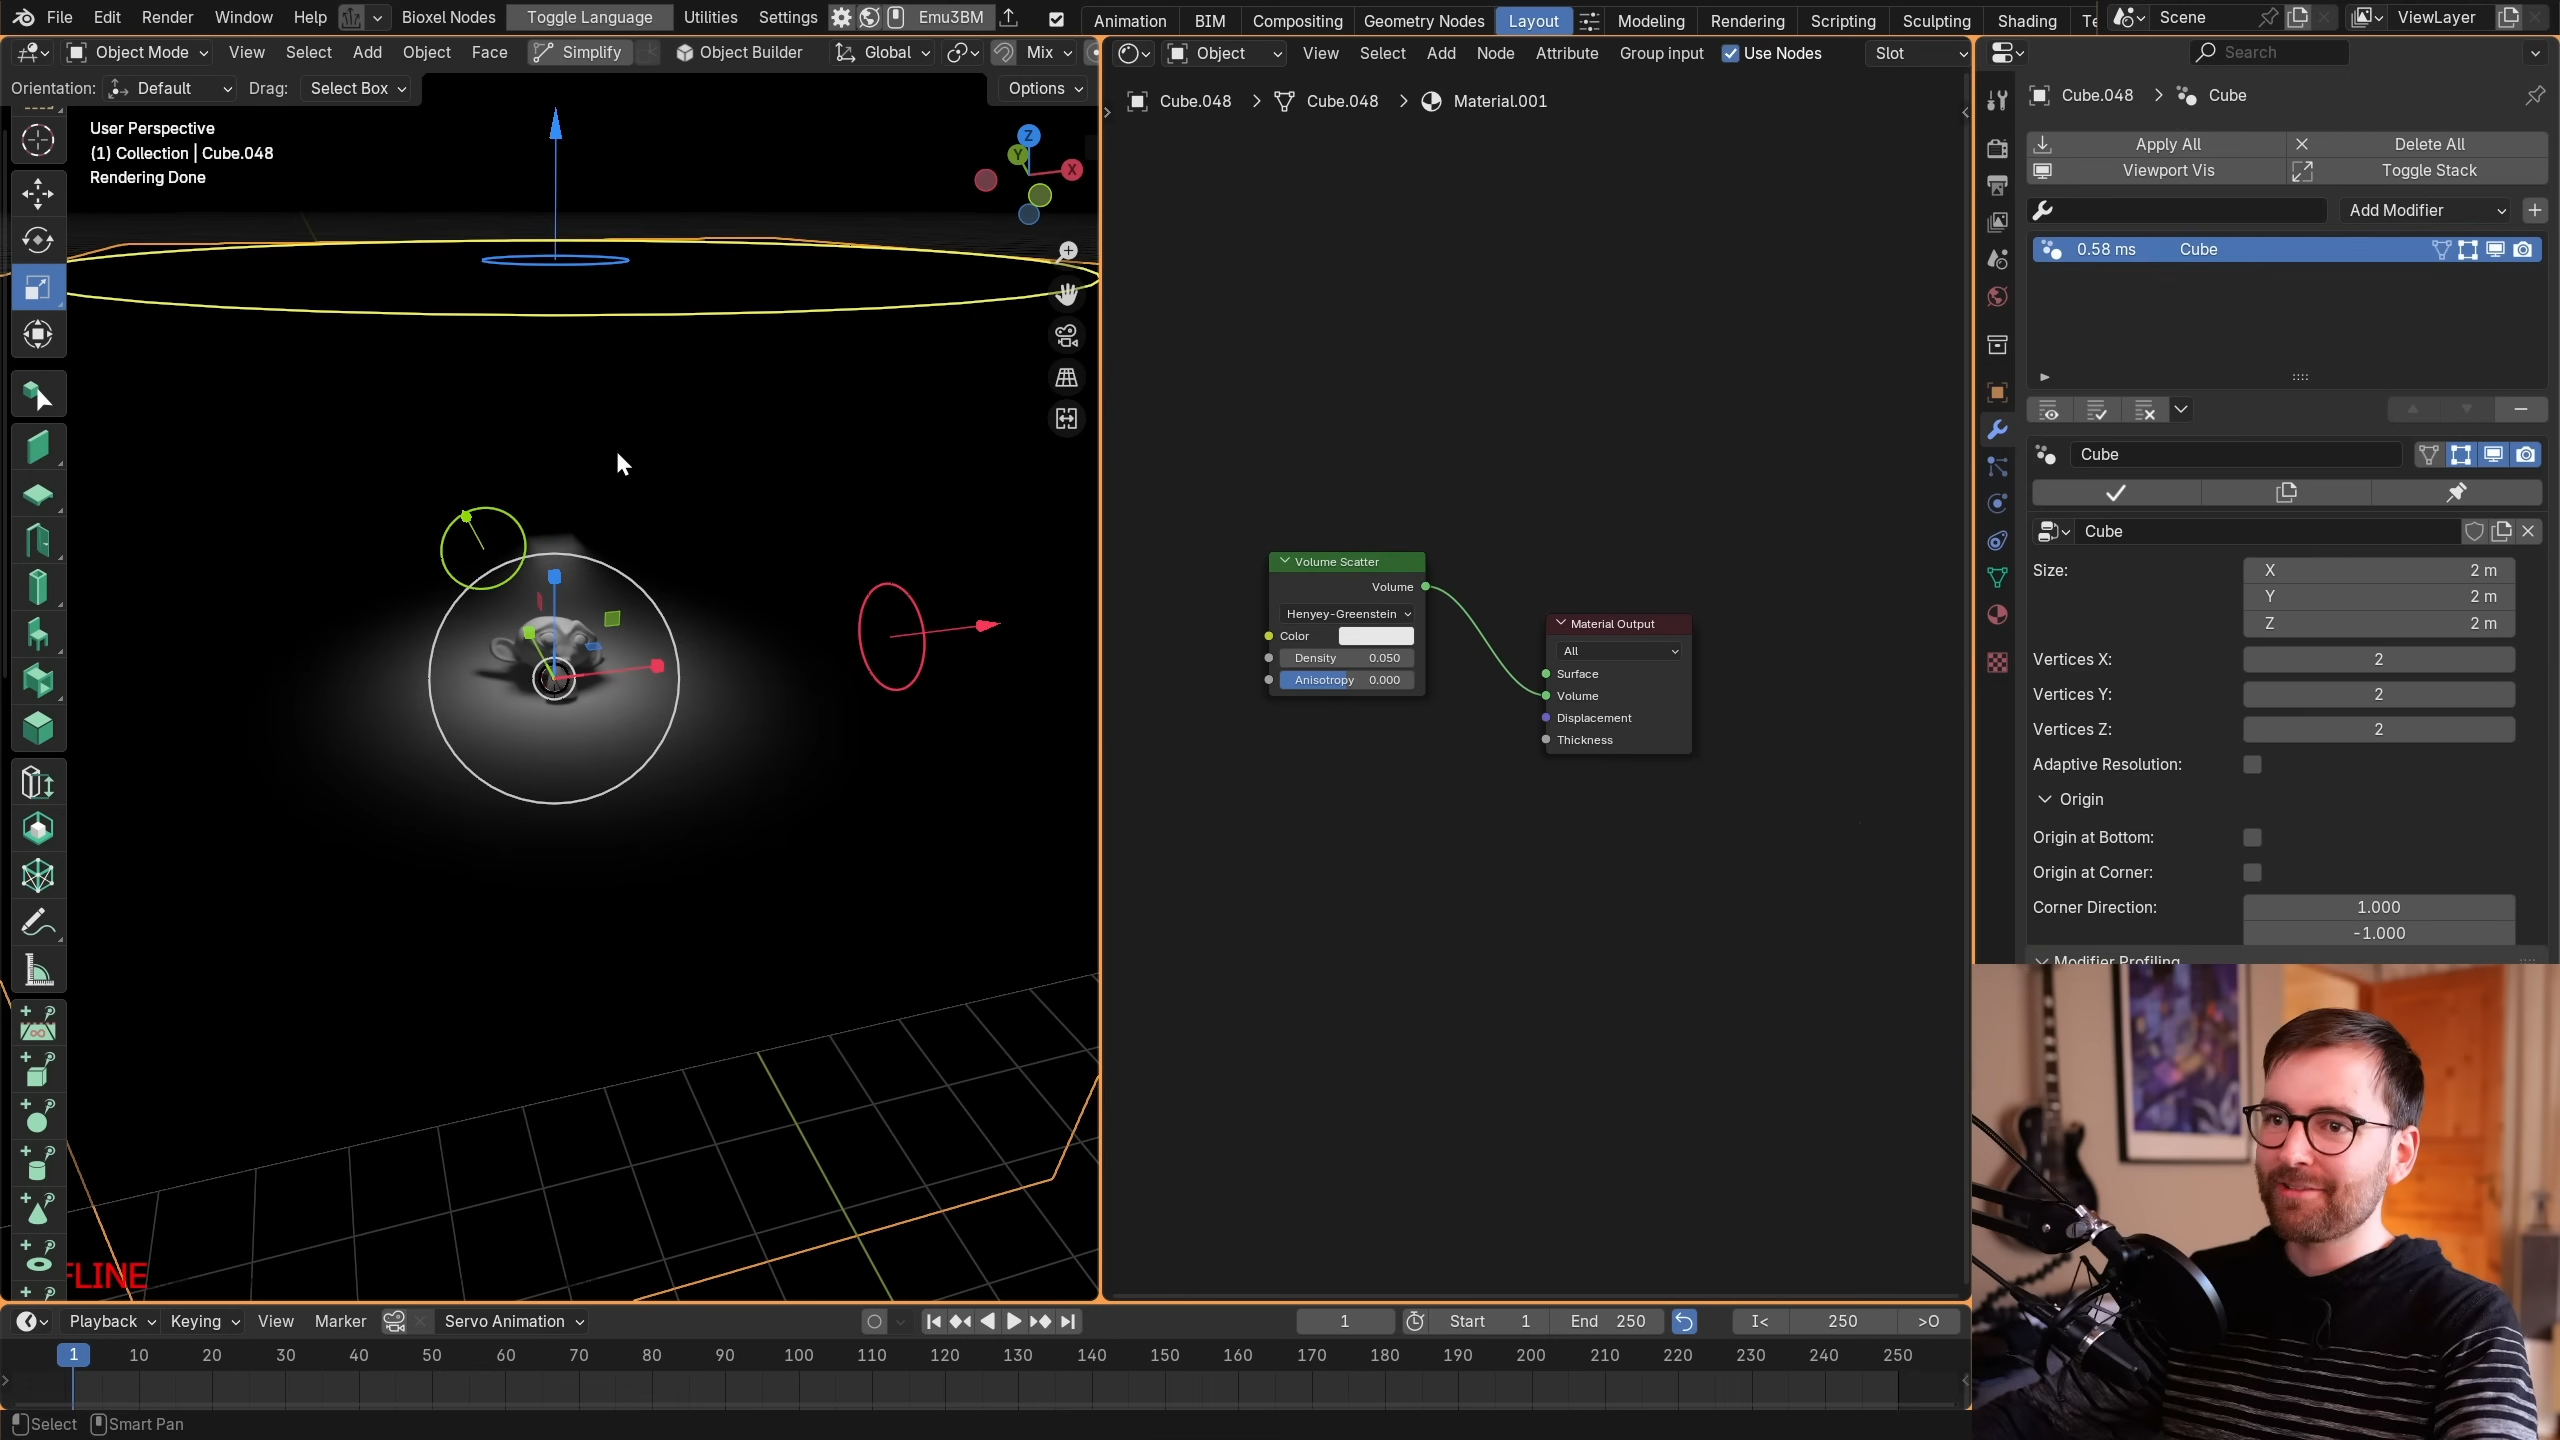 File Edit Render Window Help Bioxel Nodes Toggle Language Utilities Settings Emu3BM Animation BIM Compositing Geometry Nodes Layout Modeling Rendering Scripting Sculpting Shading Te Scene ViewLayer
Object Mode View Select Add Object Face Simplify Object Builder Global Mix
Orientation: Default Drag: Select Box Options
User Perspective
(1) Collection | Cube.048
Rendering Done
Z
Y
X
FLINE
Object View Select Add Node Attribute Group input Use Nodes Slot
Cube.048 > Cube.048 > Material.001
Volume Scatter
Volume
Henyey-Greenstein
Color
Density 0.050
Anisotropy 0.000
Material Output
All
Surface
Volume
Displacement
Thickness
Search
Cube.048 > Cube
Apply All Delete All
Viewport Vis Toggle Stack
Add Modifier
0.58 ms Cube
Cube
Cube
Size: X 2 m
Y 2 m
Z 2 m
Vertices X: 2
Vertices Y: 2
Vertices Z: 2
Adaptive Resolution:
Origin
Origin at Bottom:
Origin at Corner:
Corner Direction: 1.000
-1.000
Modifier Profiling
Playback Keying View Marker Servo Animation 1 Start 1 End 250 I< 250 >O
1 10 20 30 40 50 60 70 80 90 100 110 120 130 140 150 160 170 180 190 200 210 220 230 240 250
Select Smart Pan